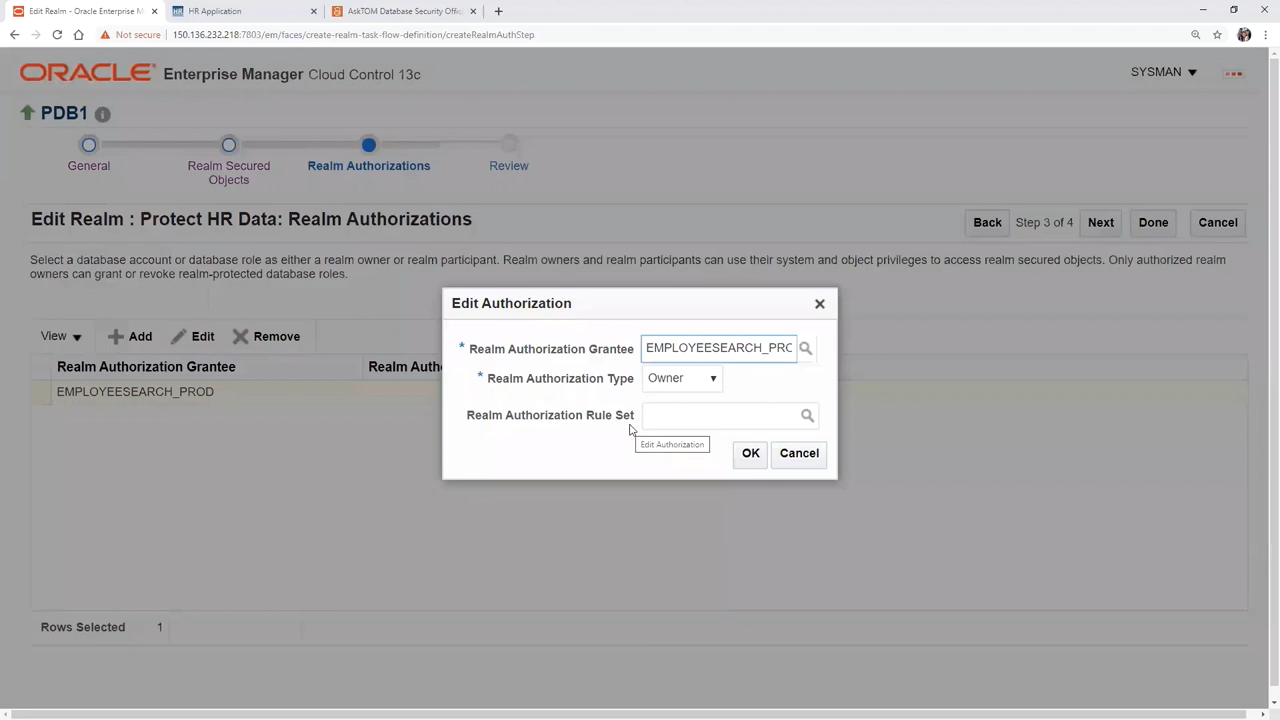 Edit Realm - Oracle Enterprise M
HR Application
AskTOM Database Security Offi
Not secure
150.136.232.218:7803/em/faces/create-realm-task-flow-definition/createRealmAuthStep
ORACLE Enterprise Manager Cloud Control 13c
SYSMAN
PDB1
General
Realm Secured
Objects
Realm Authorizations
Review
Edit Realm : Protect HR Data: Realm Authorizations
Back Step 3 of 4 Next Done Cancel
Select a database account or database role as either a realm owner or realm participant. Realm owners and realm participants can use their system and object privileges to access realm secured objects. Only authorized realm
owners can grant or revoke realm-protected database roles.
View Add Edit Remove
Realm Authorization Grantee Realm Autho
EMPLOYEESEARCH_PROD
Edit Authorization
* Realm Authorization Grantee EMPLOYEESEARCH_PRO
* Realm Authorization Type Owner
Realm Authorization Rule Set
Edit Authorization
OK Cancel
Rows Selected 1